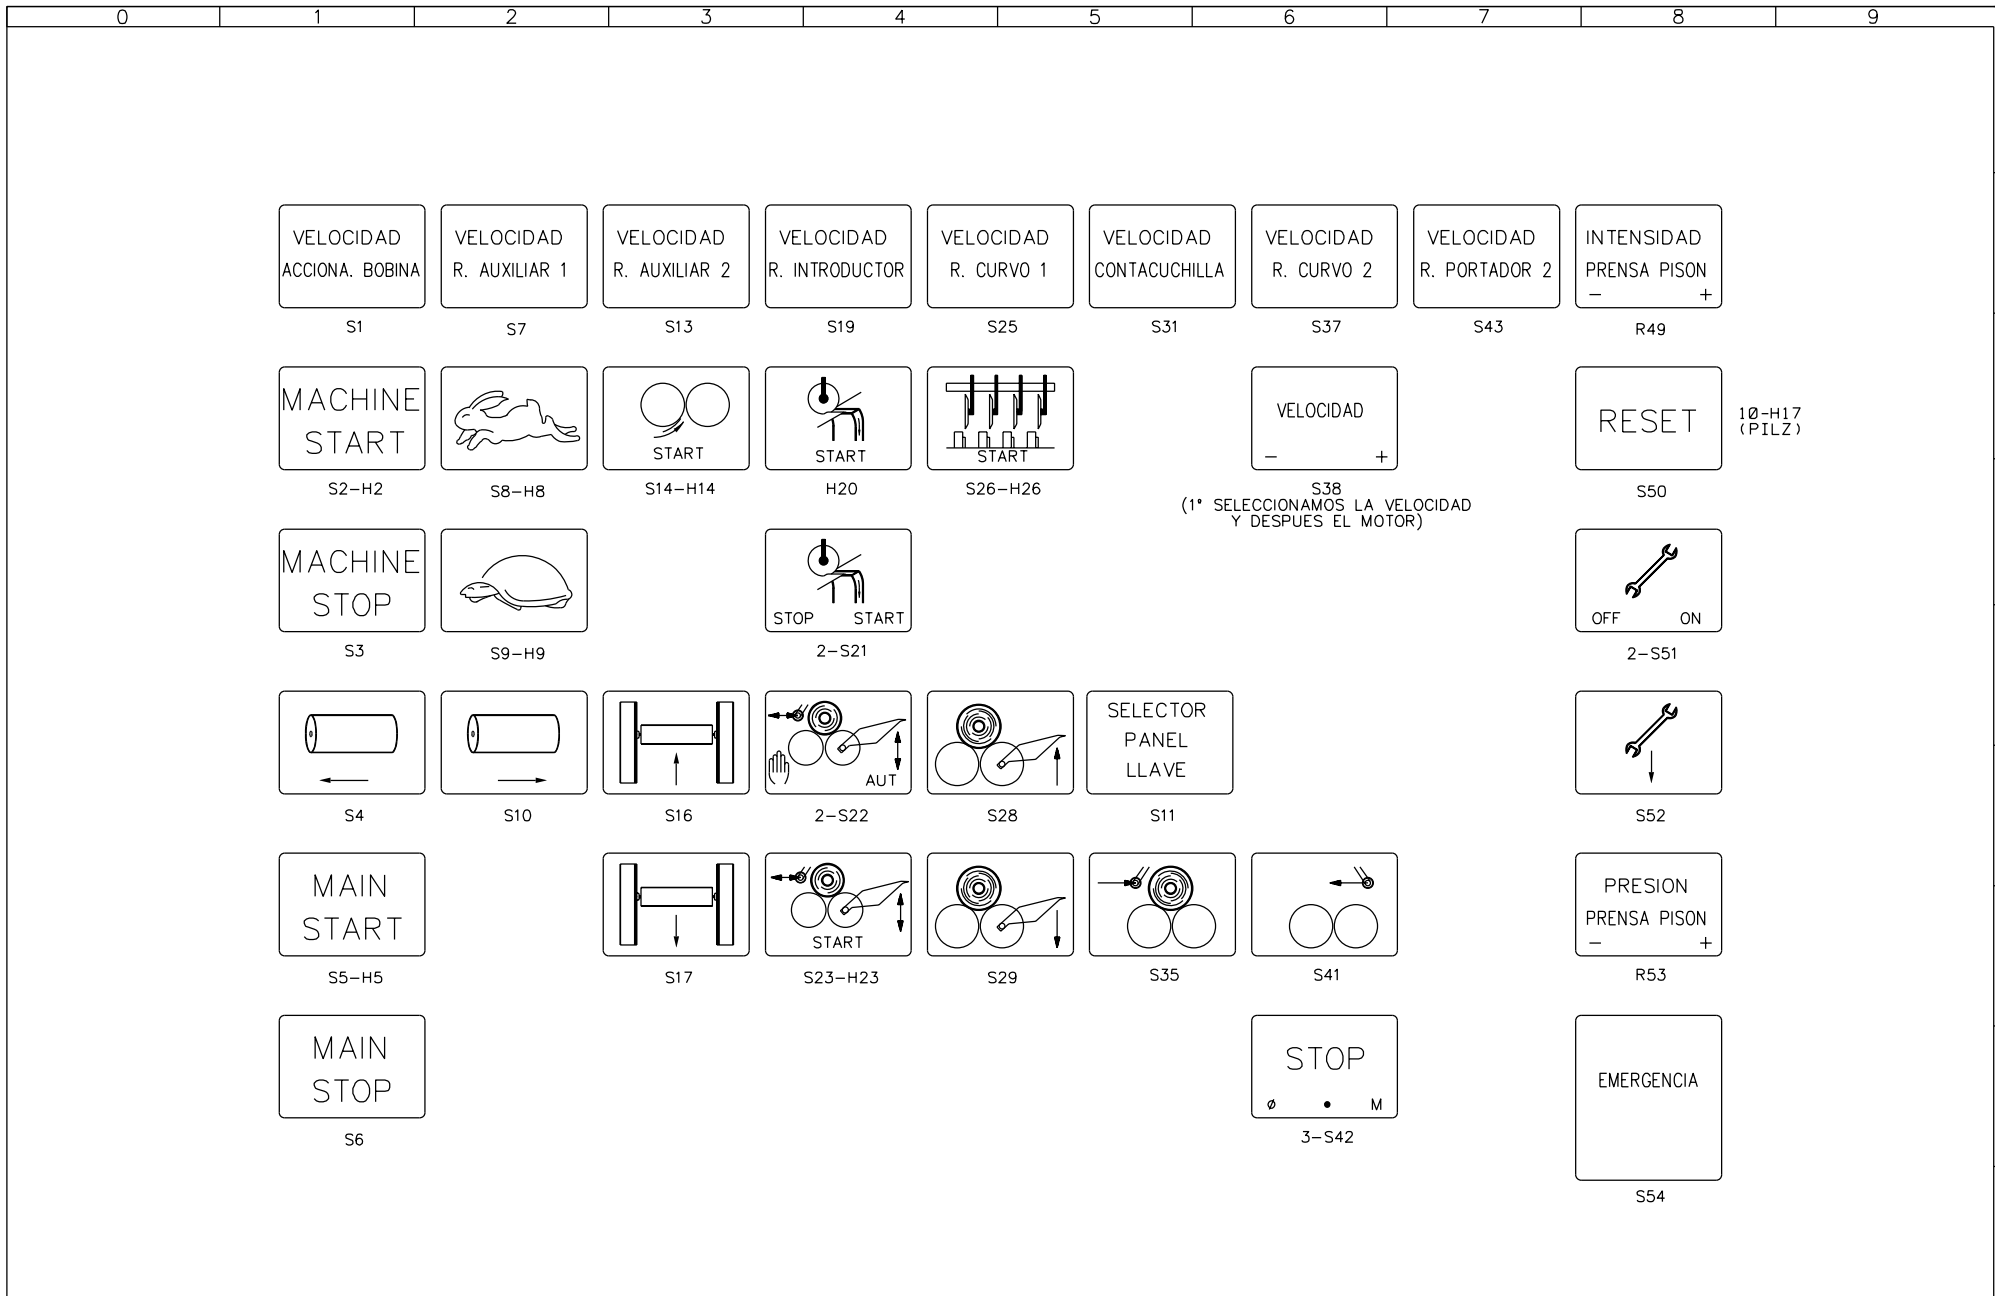 0 1 2 3 4 5 6 7 8 9
VELOCIDAD
ACCIONA. BOBINA
S1
VELOCIDAD
R. AUXILIAR 1
S7
VELOCIDAD
R. AUXILIAR 2
S13
VELOCIDAD
R. INTRODUCTOR
S19
VELOCIDAD
R. CURVO 1
S25
VELOCIDAD
CONTACUCHILLA
S31
VELOCIDAD
R. CURVO 2
S37
VELOCIDAD
R. PORTADOR 2
S43
INTENSIDAD
PRENSA PISON
− +
R49
MACHINE
START
S2-H2
S8-H8
START
S14-H14
START
H20
START
S26-H26
VELOCIDAD
− +
S38
(1° SELECCIONAMOS LA VELOCIDAD
Y DESPUES EL MOTOR)
RESET
S50
10-H17
(PILZ)
MACHINE
STOP
S3
S9-H9
STOP START
2-S21
OFF ON
2-S51
S4
S10
S16
AUT
2-S22
S28
SELECTOR
PANEL
LLAVE
S11
S52
MAIN
START
S5-H5
S17
START
S23-H23
S29
S35
S41
PRESION
PRENSA PISON
− +
R53
MAIN
STOP
S6
STOP
Ø • M
3-S42
EMERGENCIA
S54